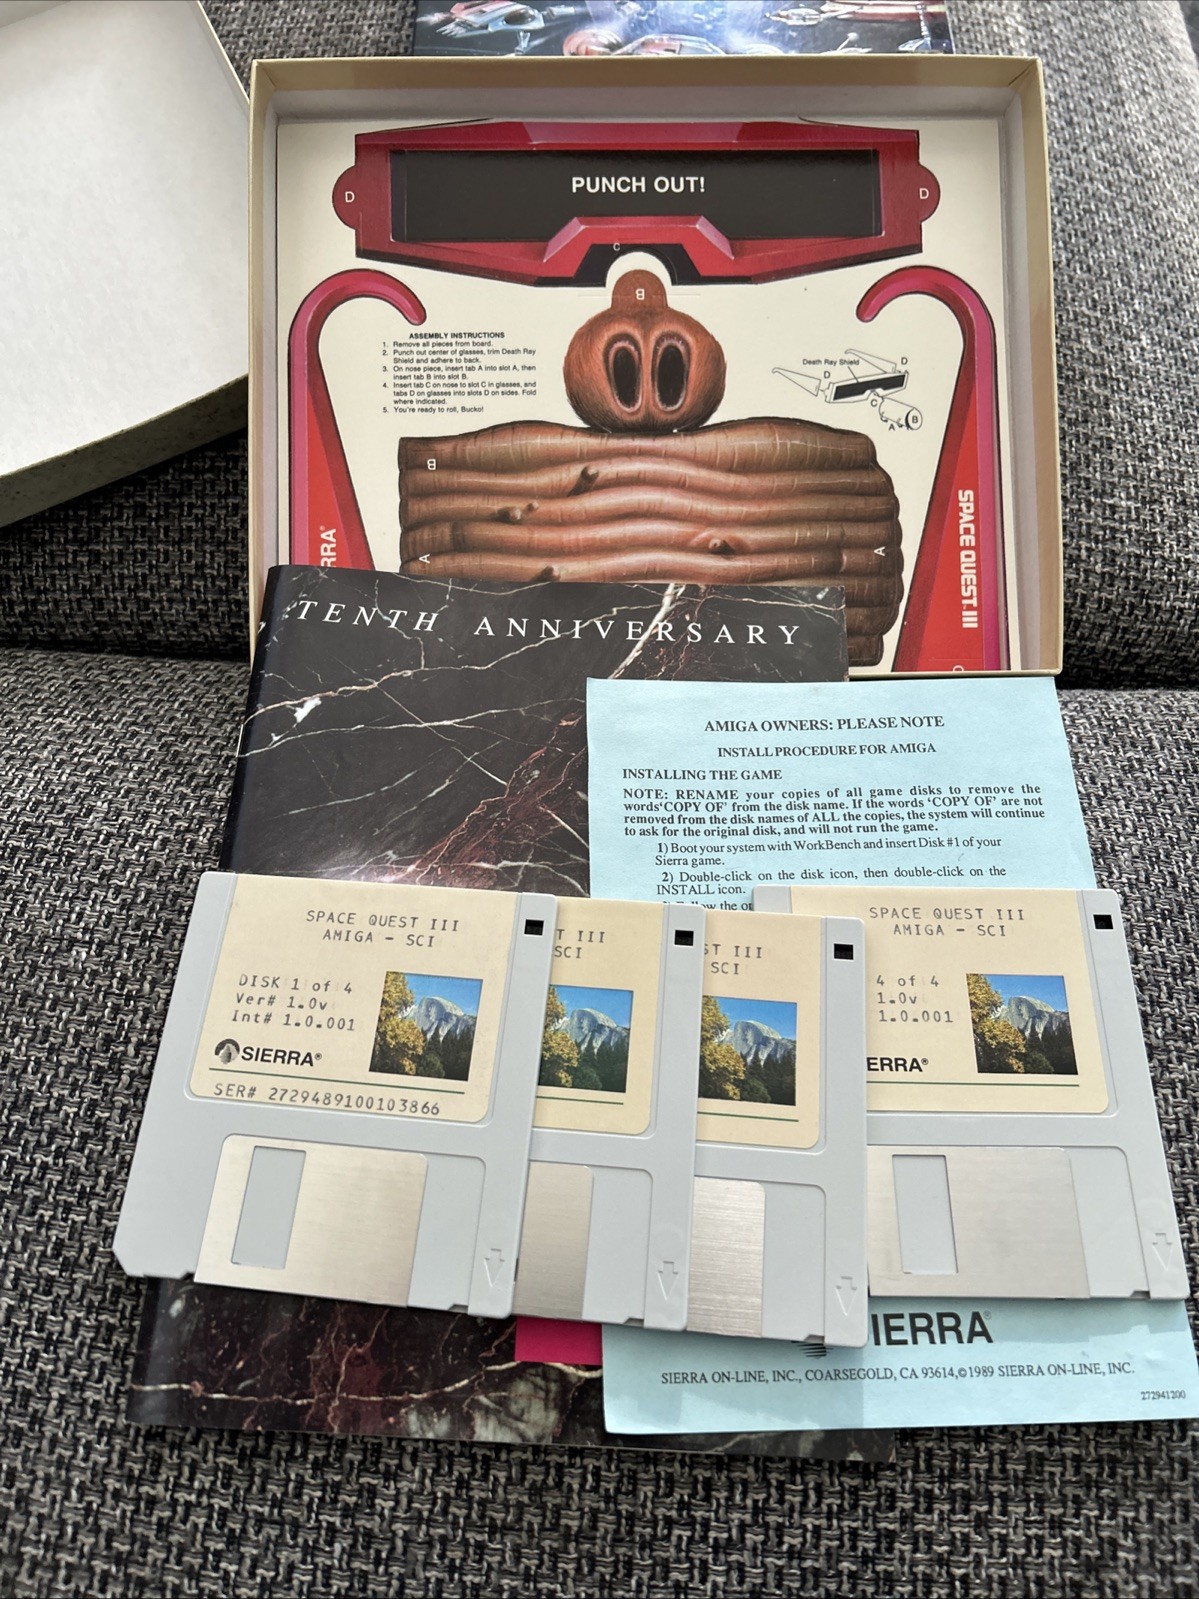 PUNCH OUT!
D
D
C
B
ASSEMBLY INSTRUCTIONS
1. Remove all pieces from board.
2. Punch out center of glasses, trim Death Ray
Shield and adhere to back.
3. On nose piece, insert tab A into slot A, then
insert tab B into slot B.
4. Insert tab C on nose to slot C in glasses, and
tabs D on glasses into slots D on sides. Fold
where indicated.
5. You're ready to roll, Bucko!
Death Ray Shield
D
D
C
B
A
B
A
A
RRA®
SPACE QUEST III
TENTH ANNIVERSARY
AMIGA OWNERS: PLEASE NOTE
INSTALL PROCEDURE FOR AMIGA
INSTALLING THE GAME
NOTE: RENAME your copies of all game disks to remove the
words'COPY OF' from the disk name. If the words 'COPY OF' are not
removed from the disk names of ALL the copies, the system will continue
to ask for the original disk, and will not run the game.
1) Boot your system with WorkBench and insert Disk #1 of your
Sierra game.
2) Double-click on the disk icon, then double-click on the
INSTALL icon.
the
SPACE QUEST III
AMIGA - SCI
DISK 1 of 4
Ver# 1.0v
Int# 1.0.001
SIERRA®
SER# 2729489100103866
T III
SCI
ST III
SCI
SPACE QUEST III
AMIGA - SCI
4 of 4
1.0v
1.0.001
ERRA®
IERRA®
SIERRA ON-LINE, INC., COARSEGOLD, CA 93614,©1989 SIERRA ON-LINE, INC.
272941200